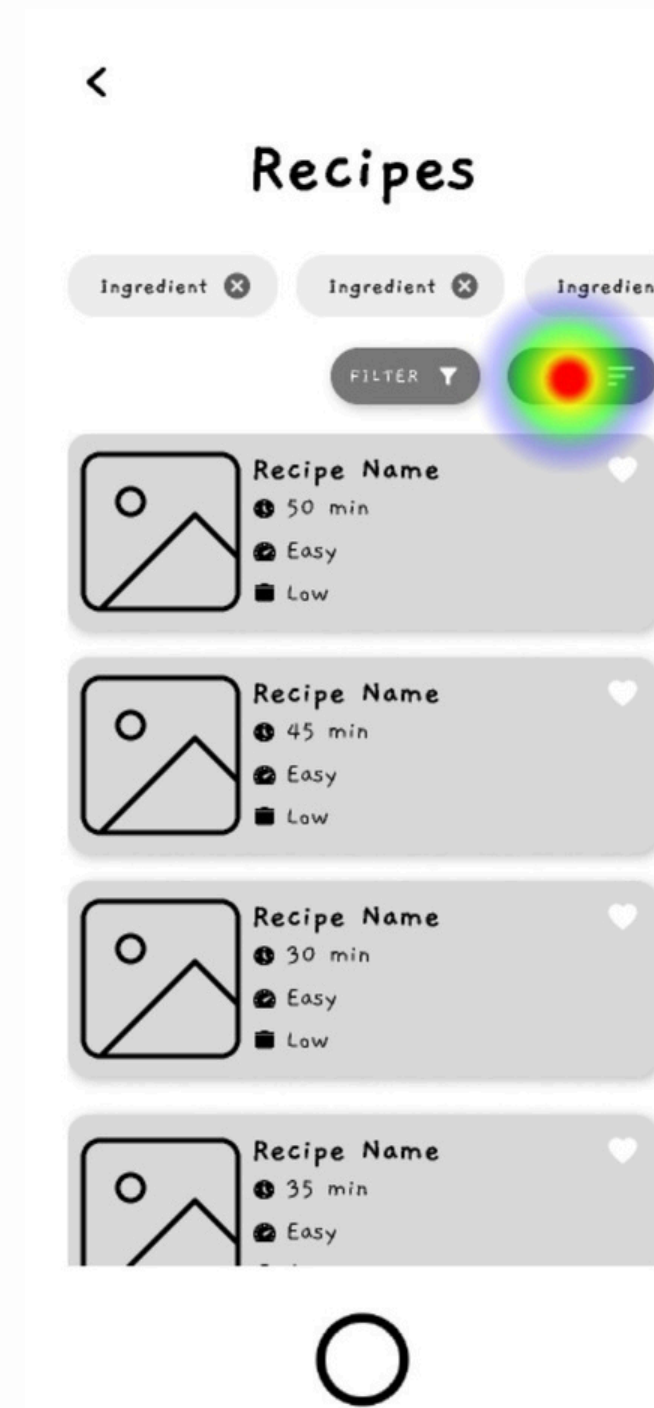 Recipes
Ingredient Ingredient Ingredien
FILTER
Recipe Name
50 min
Easy
Low
Recipe Name
45 min
Easy
Low
Recipe Name
30 min
Easy
Low
Recipe Name
35 min
Easy